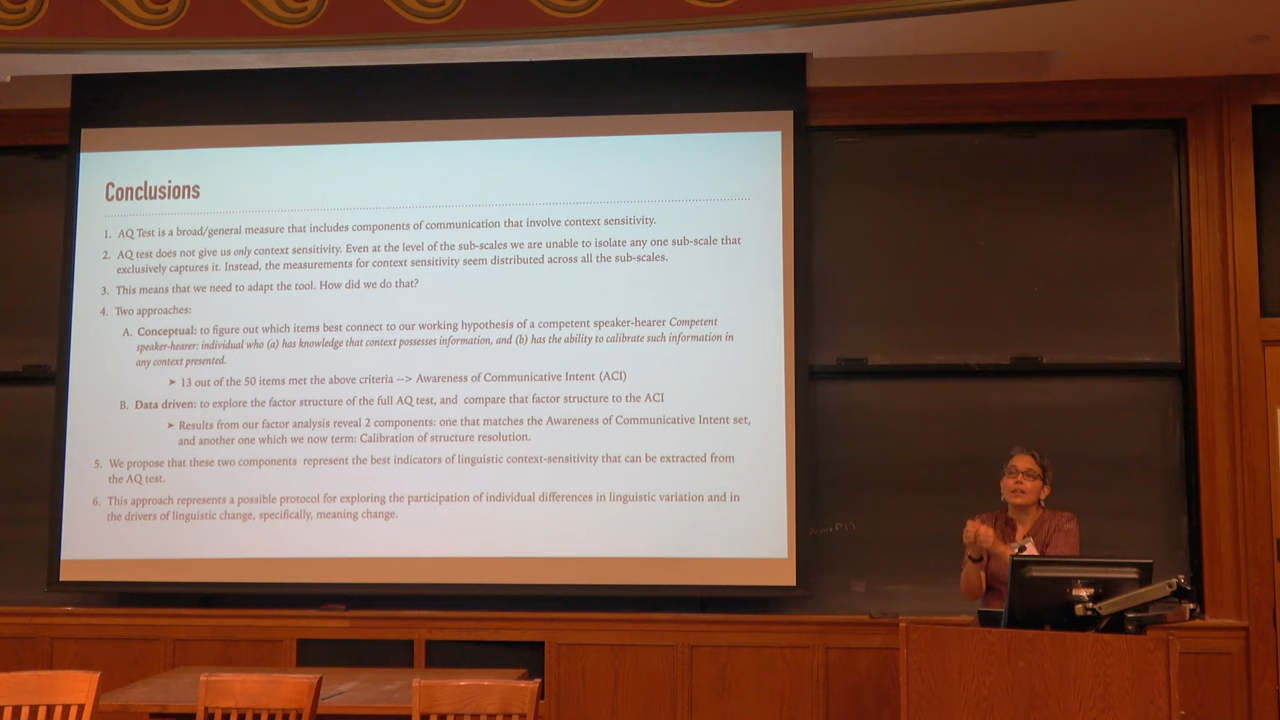 Conclusions
1. AQ Test is a broad/general measure that includes components of communication that involve context sensitivity.
2. AQ test does not give us only context sensitivity. Even at the level of the sub-scales we are unable to isolate any one sub-scale that
exclusively captures it. Instead, the measurements for context sensitivity seem distributed across all the sub-scales.
3. This means that we need to adapt the tool. How did we do that?
4. Two approaches:
A. Conceptual: to figure out which items best connect to our working hypothesis of a competent speaker-hearer Competent
speaker-hearer: individual who (a) has knowledge that context possesses information, and (b) has the ability to calibrate such information in
any context presented.
➤ 13 out of the 50 items met the above criteria --> Awareness of Communicative Intent (ACI)
B. Data driven: to explore the factor structure of the full AQ test, and compare that factor structure to the ACI
➤ Results from our factor analysis reveal 2 components: one that matches the Awareness of Communicative Intent set,
and another one which we now term: Calibration of structure resolution.
5. We propose that these two components represent the best indicators of linguistic context-sensitivity that can be extracted from
the AQ test.
6. This approach represents a possible protocol for exploring the participation of individual differences in linguistic variation and in
the drivers of linguistic change, specifically, meaning change.